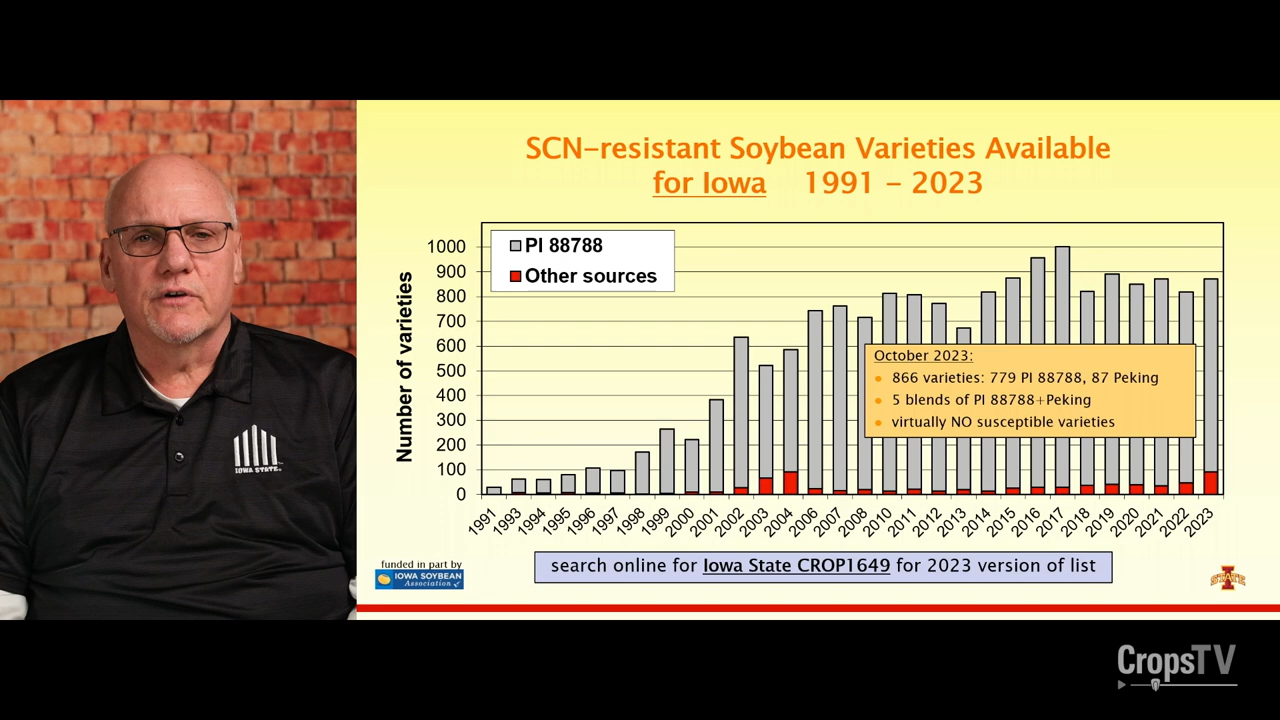 SCN-resistant Soybean Varieties Available
for Iowa 1991 - 2023
PI 88788
Other sources
Number of varieties
1000
900
800
700
600
500
400
300
200
100
0
October 2023:
• 866 varieties: 779 PI 88788, 87 Peking
• 5 blends of PI 88788+Peking
• virtually NO susceptible varieties
1991 1993 1994 1995 1996 1997 1998 1999 2000 2001 2002 2003 2004 2006 2007 2008 2010 2011 2012 2013 2014 2015 2016 2017 2018 2019 2020 2021 2022 2023
search online for Iowa State CROP1649 for 2023 version of list
funded in part by
IOWA SOYBEAN
Association
STATE
IOWA STATE
CropsTV